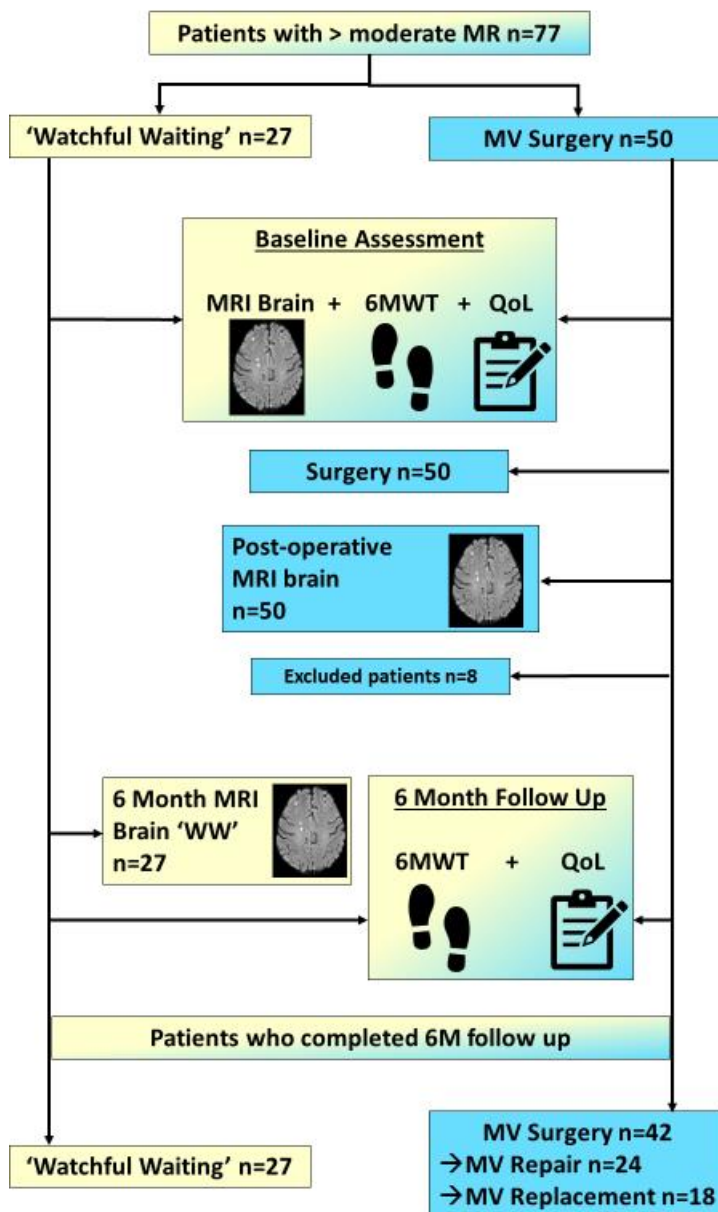 Patients with > moderate MR n=77
'Watchful Waiting' n=27
MV Surgery n=50
Baseline Assessment
MRI Brain + 6MWT + QoL
Surgery n=50
Post-operative
MRI brain
n=50
Excluded patients n=8
6 Month MRI
Brain 'WW'
n=27
6 Month Follow Up
6MWT + QoL
Patients who completed 6M follow up
'Watchful Waiting' n=27
MV Surgery n=42
→MV Repair n=24
→MV Replacement n=18